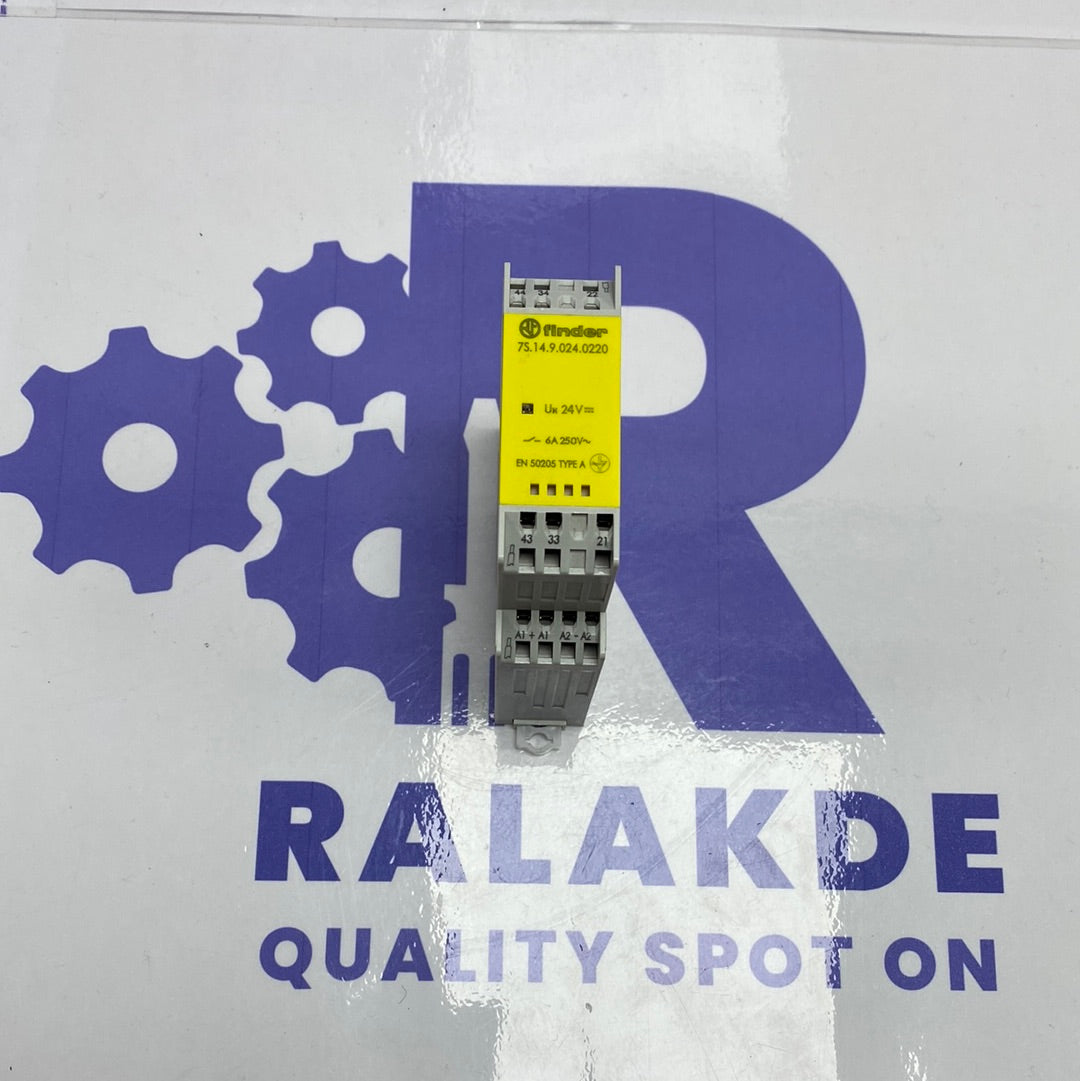 44 34 22
finder
7S.14.9.024.0220
UN 24V
6A 250V~
EN 50205 TYPE A
43 33 21
A1 + A1 A2 - A2
RALAKDE
QUALITY SPOT ON